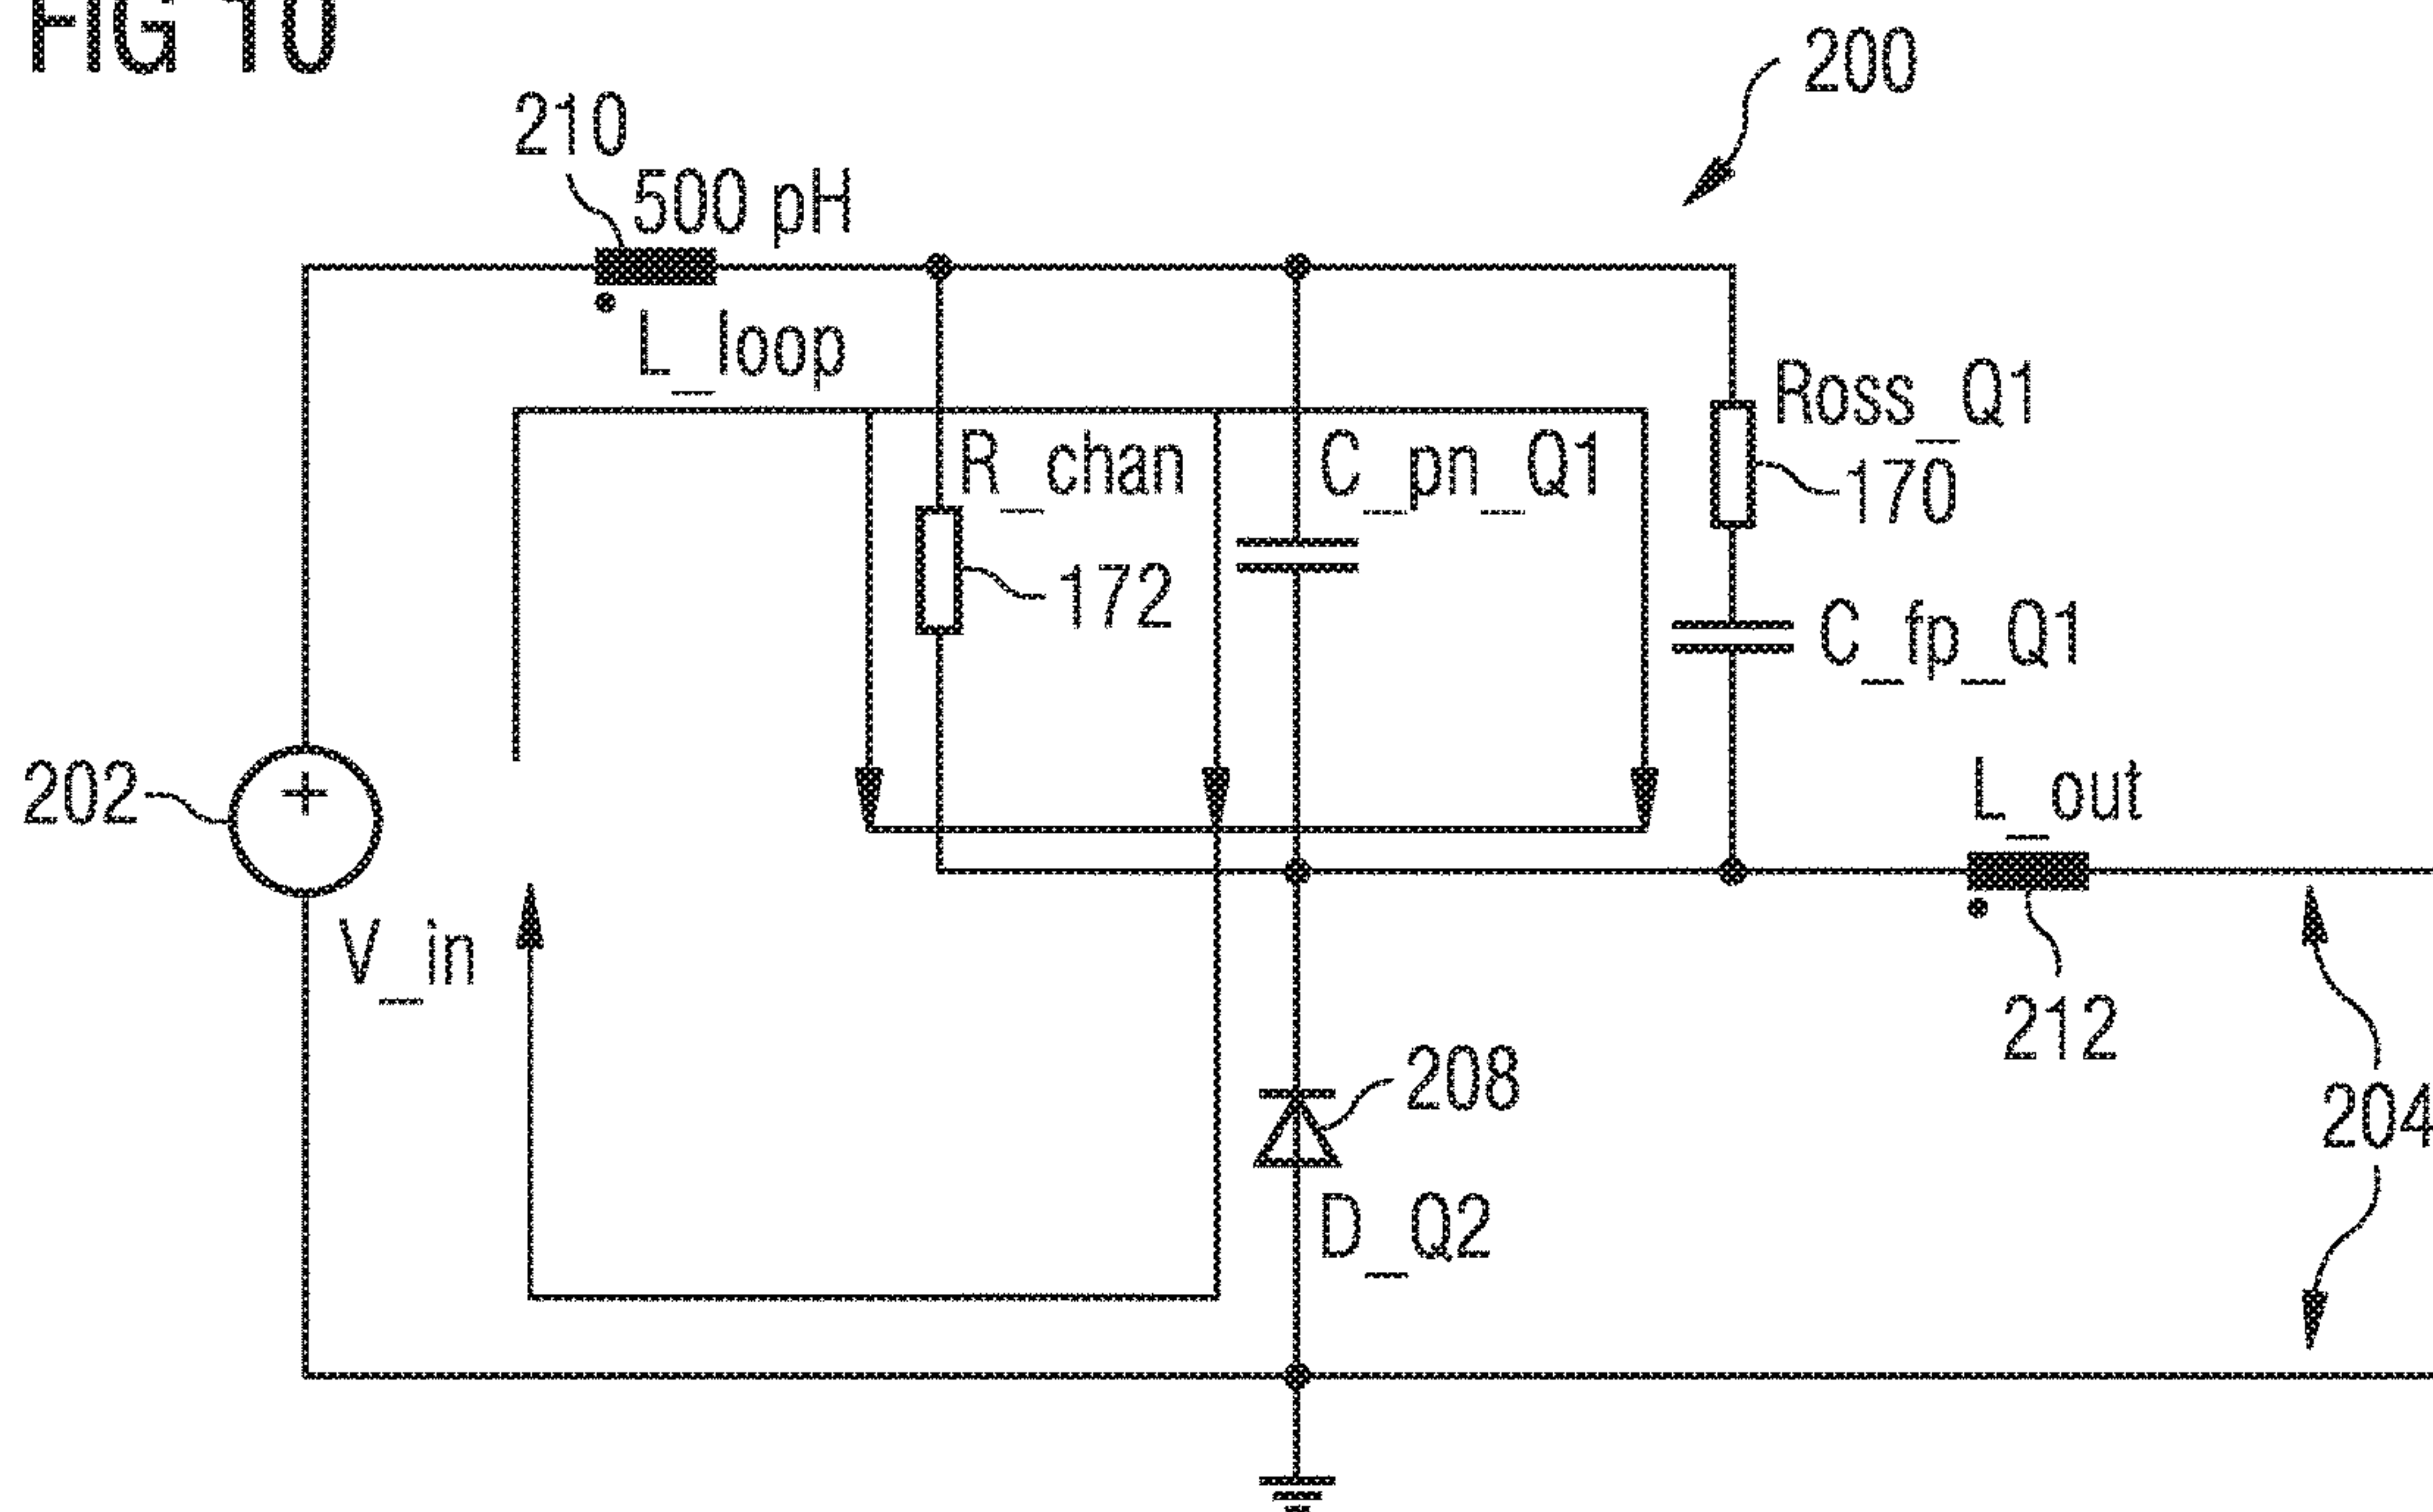 FIG 10
200
210
500 pH
L_loop
Ross_Q1
R_chan
C_pn_Q1
170
172
C_fp_Q1
202
+
L_out
V_in
212
208
204
D_Q2